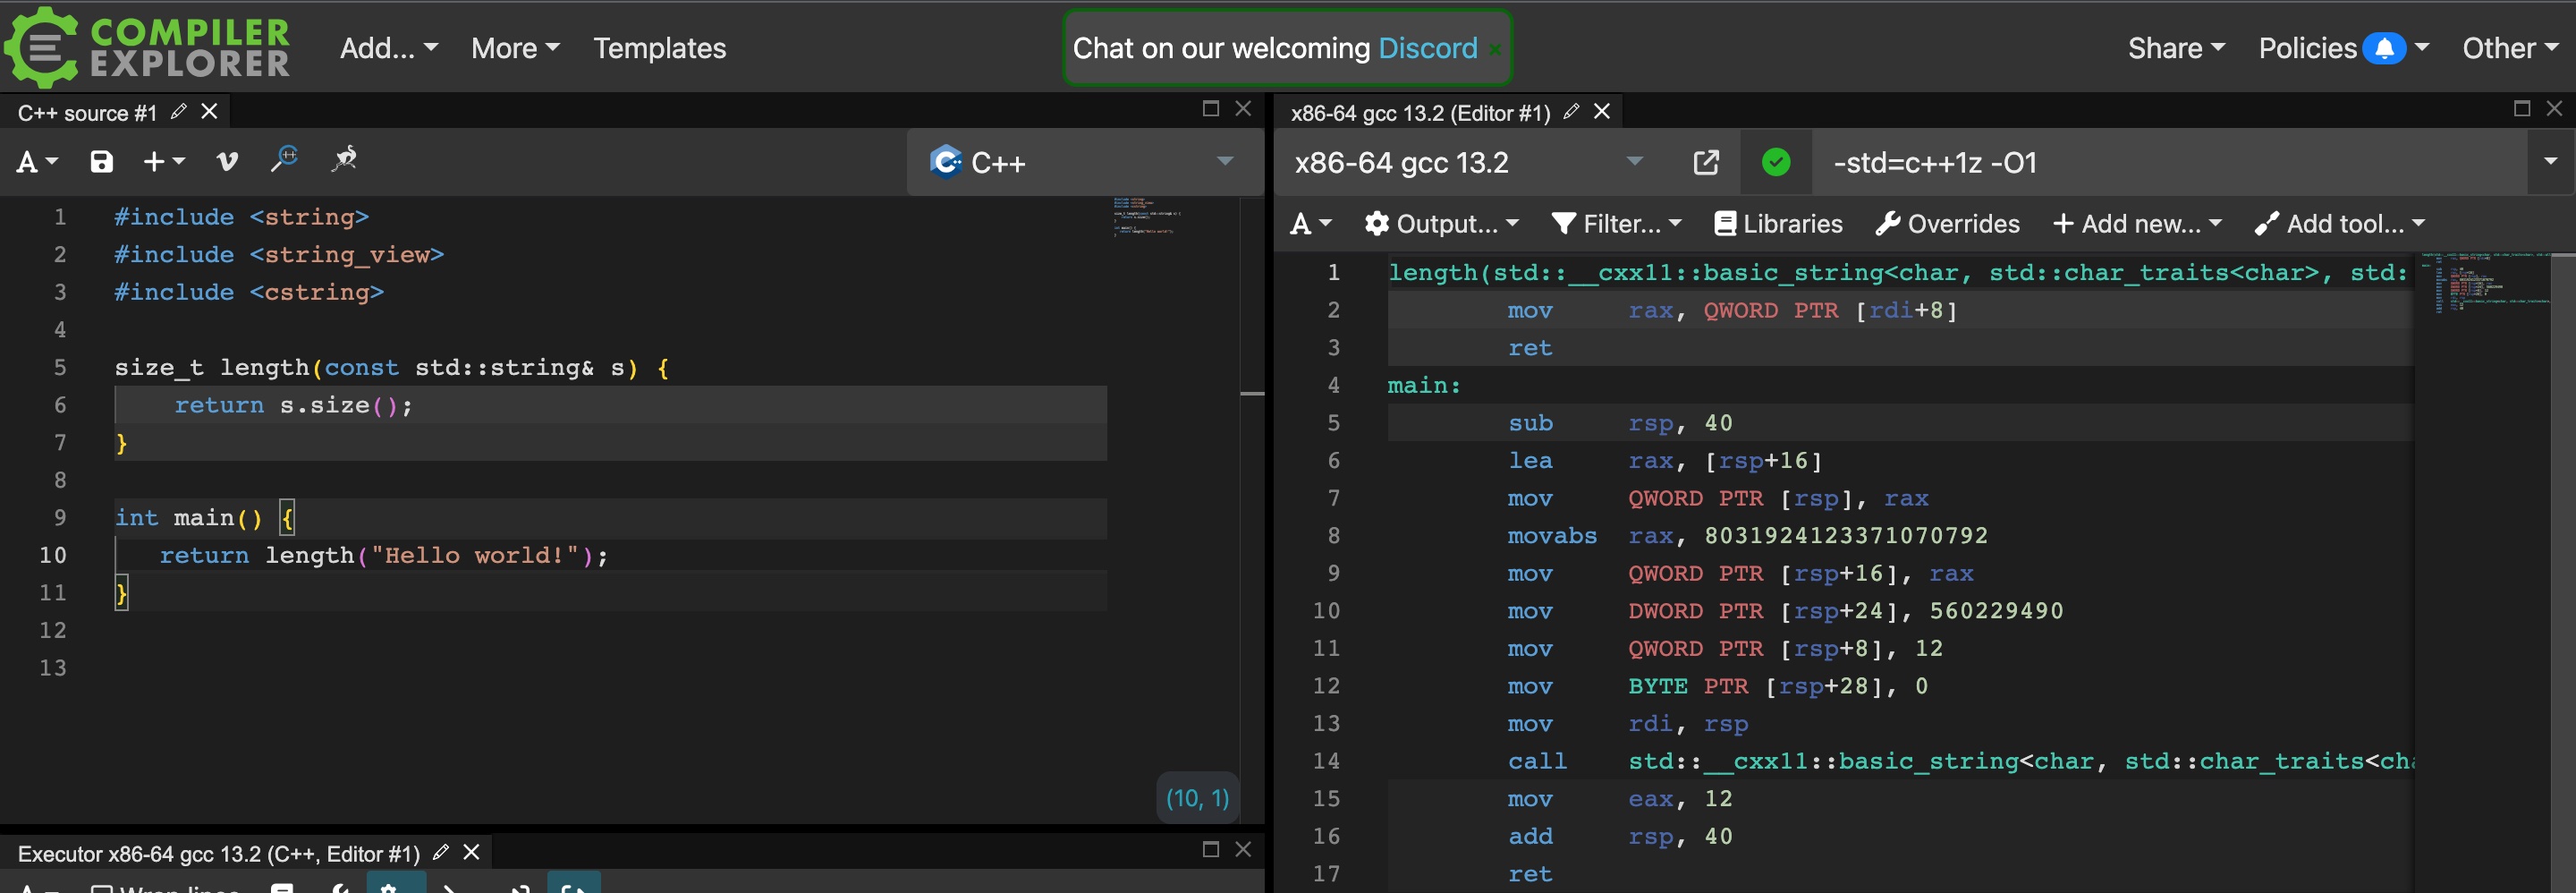 COMPILER EXPLORER Add... More Templates Chat on our welcoming Discord × Share Policies Other
C++ source #1
C++
1 #include <string>
2 #include <string_view>
3 #include <cstring>
4
5 size_t length(const std::string& s) {
6 return s.size();
7 }
8
9 int main() {
10 return length("Hello world!");
11 }
12
13
(10, 1)
Executor x86-64 gcc 13.2 (C++, Editor #1)
A Wrap lines
x86-64 gcc 13.2 (Editor #1)
x86-64 gcc 13.2 -std=c++1z -O1
A Output... Filter... Libraries Overrides + Add new... Add tool...
1 length(std::__cxx11::basic_string<char, std::char_traits<char>, std:
2 mov rax, QWORD PTR [rdi+8]
3 ret
4 main:
5 sub rsp, 40
6 lea rax, [rsp+16]
7 mov QWORD PTR [rsp], rax
8 movabs rax, 8031924123371070792
9 mov QWORD PTR [rsp+16], rax
10 mov DWORD PTR [rsp+24], 560229490
11 mov QWORD PTR [rsp+8], 12
12 mov BYTE PTR [rsp+28], 0
13 mov rdi, rsp
14 call std::__cxx11::basic_string<char, std::char_traits<cha
15 mov eax, 12
16 add rsp, 40
17 ret